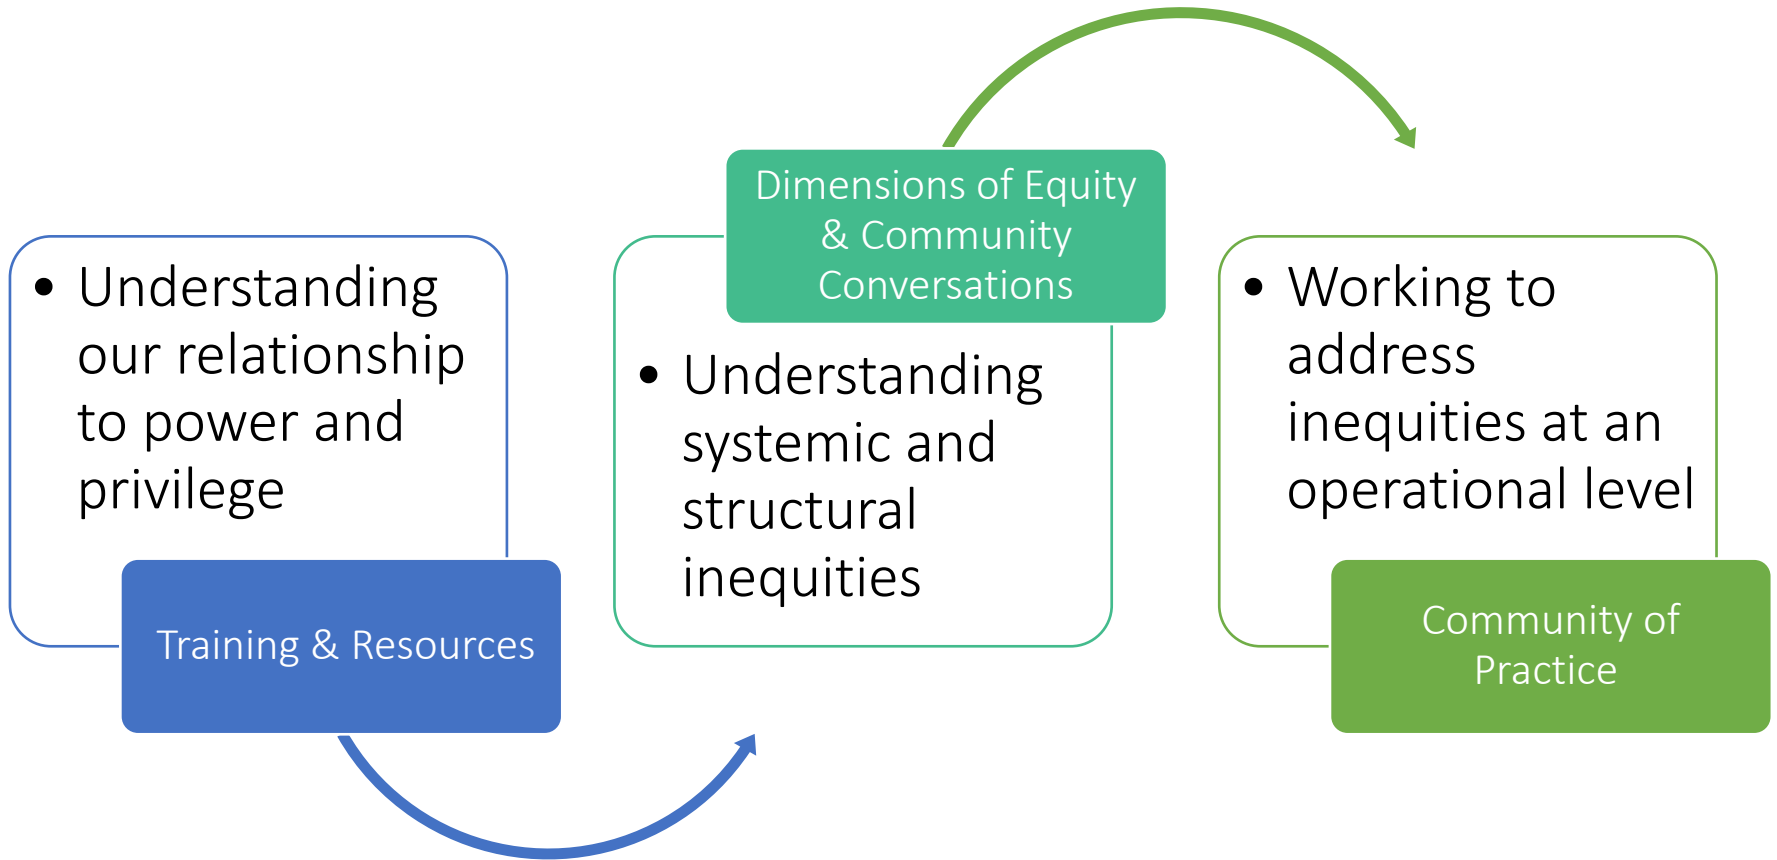 • Understanding
our relationship
to power and
privilege
Training & Resources
Dimensions of Equity
& Community
Conversations
• Understanding
systemic and
structural
inequities
• Working to
address
inequities at an
operational level
Community of
Practice